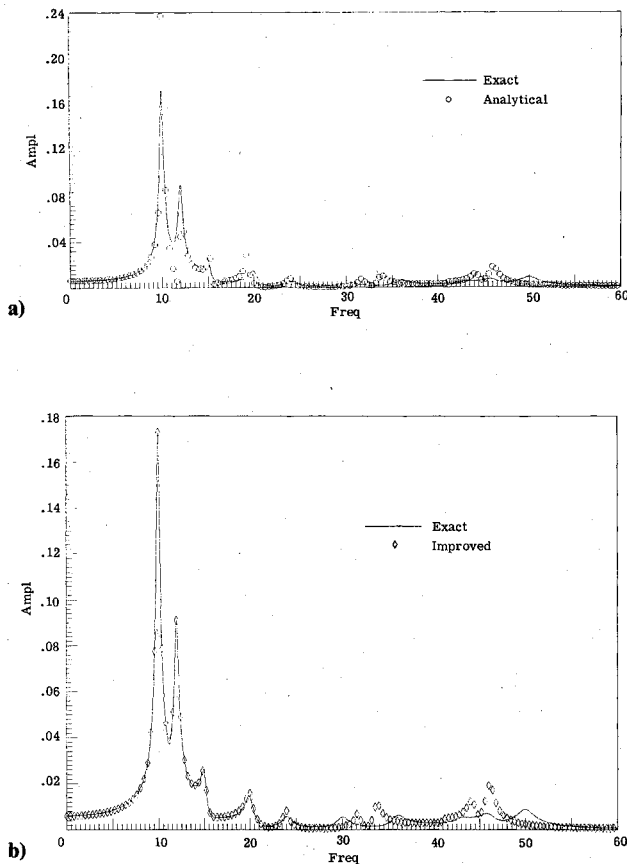 .24
.20
.16
.12
.08
.04
Ampl
Exact
Analytical
0 10 20 30 40 50 60
Freq
a)
.18
.16
.14
.12
.10
.08
.06
.04
.02
Ampl
Exact
Improved
0 10 20 30 40 50 60
Freq
b)